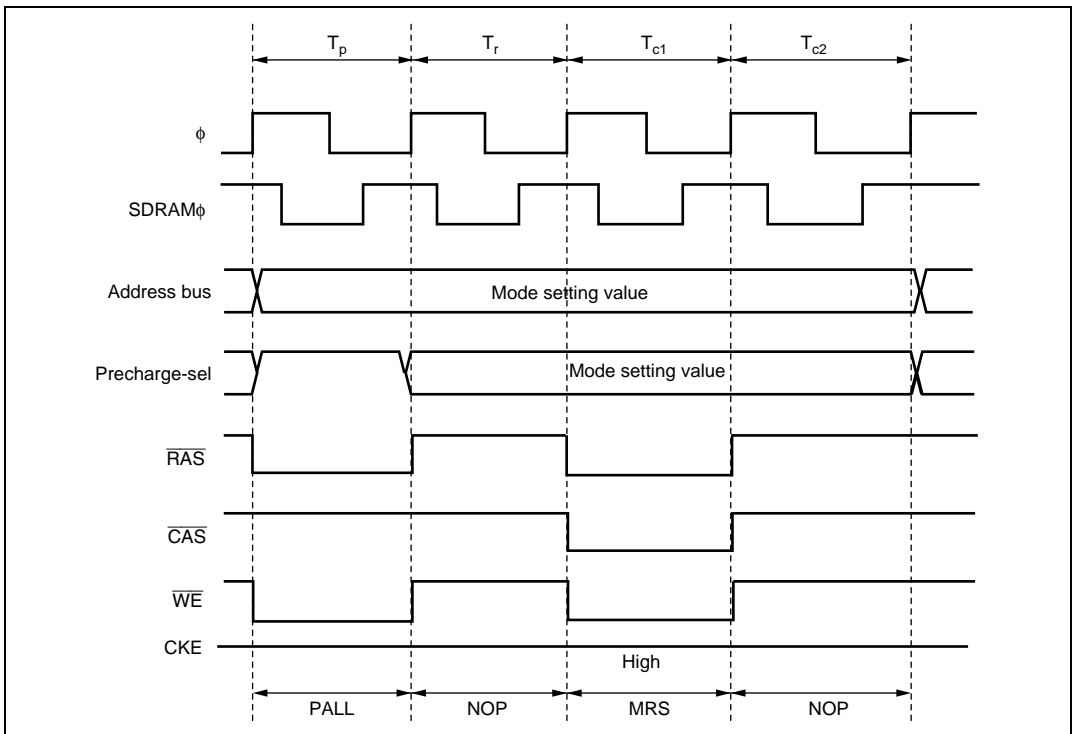 Tp Tr Tc1 Tc2
ϕ
SDRAMϕ
Address bus Mode setting value
Precharge-sel Mode setting value
RAS
CAS
WE
CKE
High
PALL NOP MRS NOP